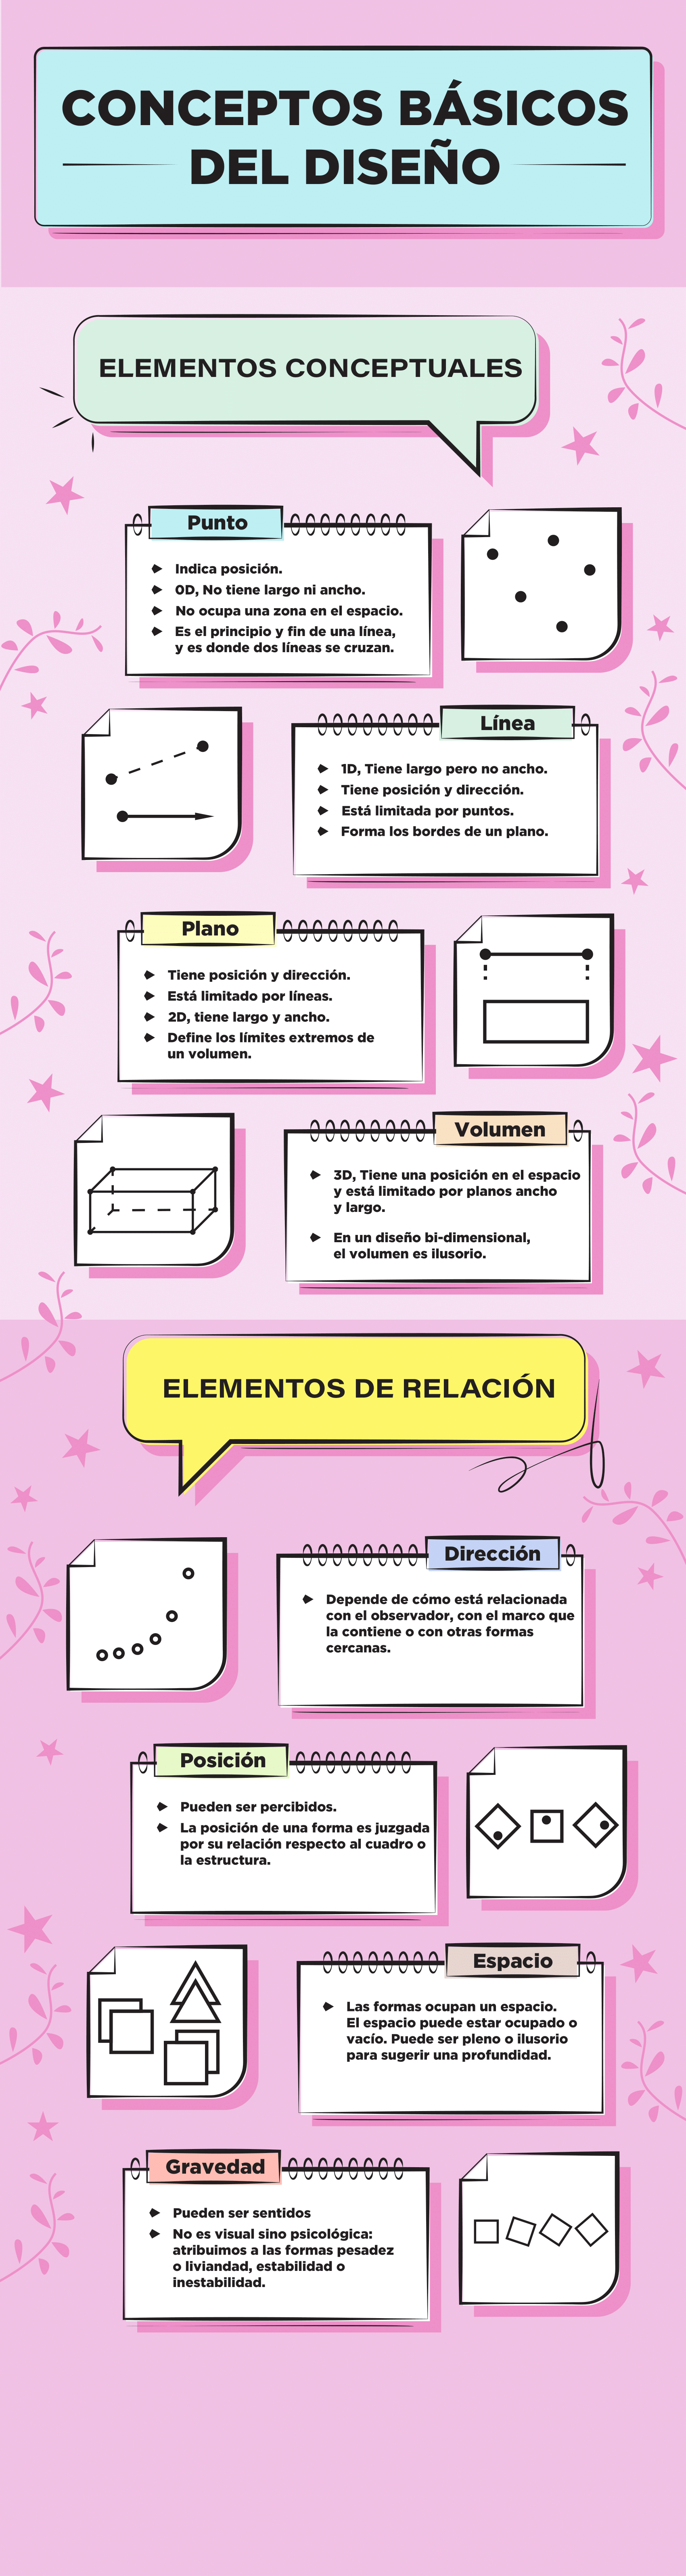 CONCEPTOS BÁSICOS
DEL DISEÑO
ELEMENTOS CONCEPTUALES
Punto
Indica posición.
0D, No tiene largo ni ancho.
No ocupa una zona en el espacio.
Es el principio y fin de una línea,
y es donde dos líneas se cruzan.
Línea
1D, Tiene largo pero no ancho.
Tiene posición y dirección.
Está limitada por puntos.
Forma los bordes de un plano.
Plano
Tiene posición y dirección.
Está limitado por líneas.
2D, tiene largo y ancho.
Define los límites extremos de
un volumen.
Volumen
3D, Tiene una posición en el espacio
y está limitado por planos ancho
y largo.
En un diseño bi-dimensional,
el volumen es ilusorio.
ELEMENTOS DE RELACIÓN
Dirección
Depende de cómo está relacionada
con el observador, con el marco que
la contiene o con otras formas
cercanas.
Posición
Pueden ser percibidos.
La posición de una forma es juzgada
por su relación respecto al cuadro o
la estructura.
Espacio
Las formas ocupan un espacio.
El espacio puede estar ocupado o
vacío. Puede ser pleno o ilusorio
para sugerir una profundidad.
Gravedad
Pueden ser sentidos
No es visual sino psicológica:
atribuimos a las formas pesadez
o liviandad, estabilidad o
inestabilidad.